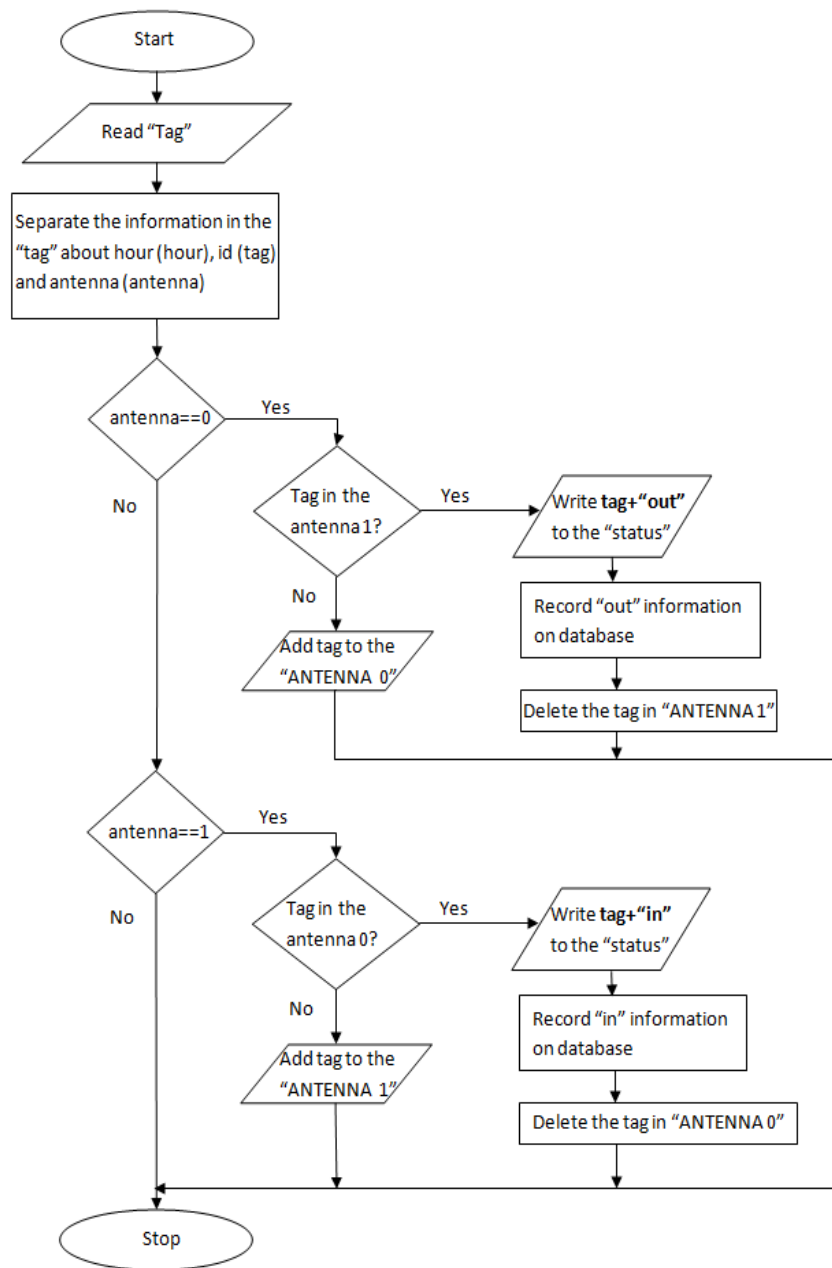 Start
Read “Tag”
Separate the information in the
“tag” about hour (hour), id (tag)
and antenna (antenna)
antenna==0
Yes
No
Tag in the
antenna 1?
Yes
No
Write tag+“out”
to the “status”
Record “out” information
on database
Delete the tag in “ANTENNA 1”
Add tag to the
“ANTENNA 0”
antenna==1
Yes
No
Tag in the
antenna 0?
Yes
No
Write tag+“in”
to the “status”
Record “in” information
on database
Delete the tag in “ANTENNA 0”
Add tag to the
“ANTENNA 1”
Stop